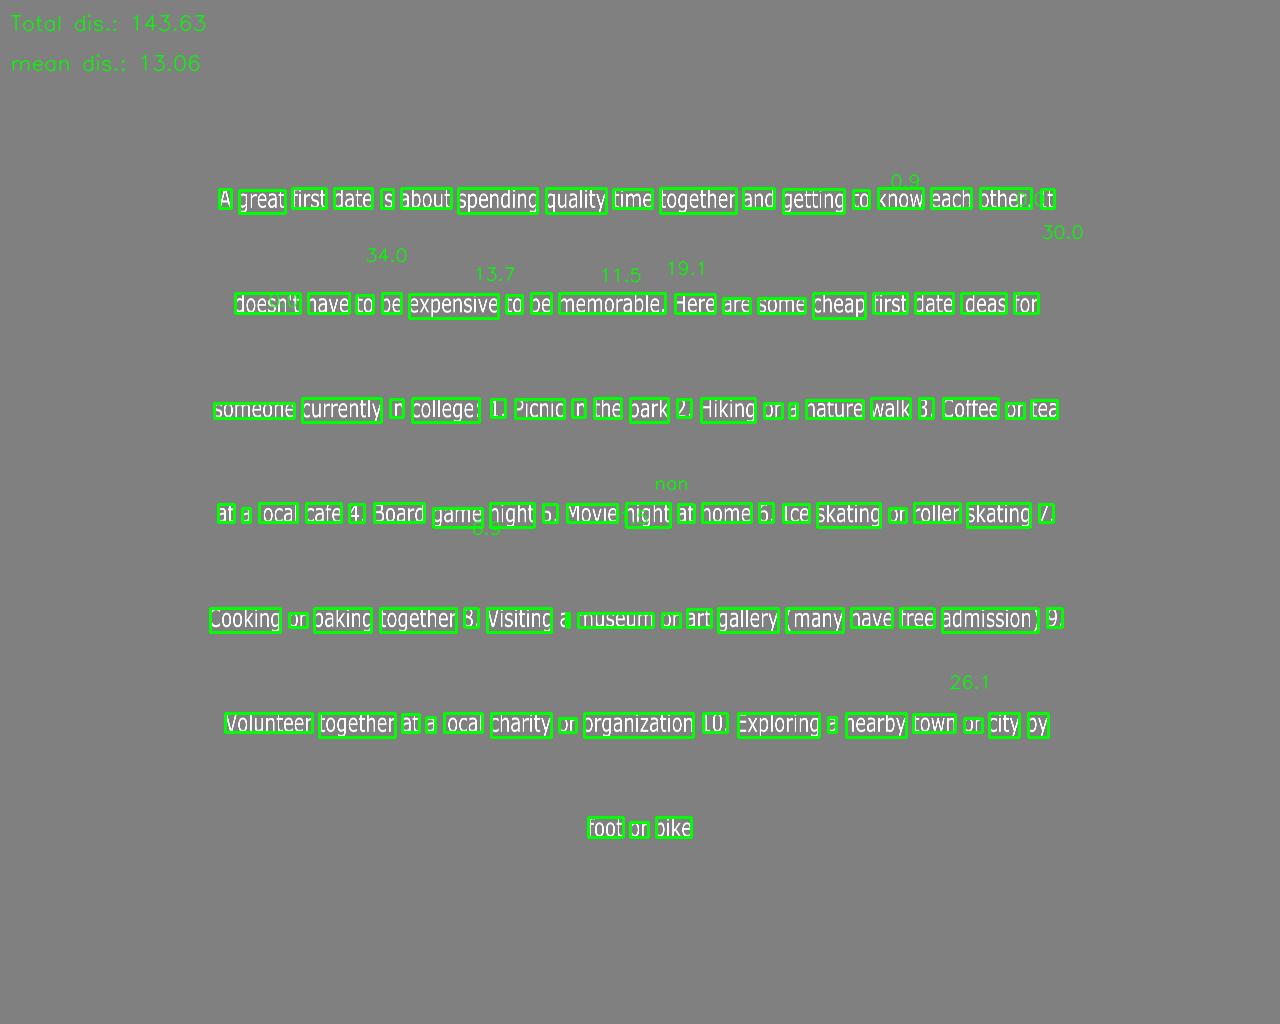 Total dis.: 143.63
mean dis.: 13.06
0.9
A great first date is about spending quality time together and getting to know each other. It
30.0
34.0
13.7 11.5 19.1
doesn't have to be expensive to be memorable. Here are some cheap first date ideas for
someone currently in college: 1. Picnic in the park 2. Hiking or a nature walk 3. Coffee or tea
nan
at a local cafe 4. Board game night 5. Movie night at home 6. Ice skating or roller skating 7.
Cooking or baking together 8. Visiting a museum or art gallery (many have free admission) 9.
26.1
Volunteer together at a local charity or organization 10. Exploring a nearby town or city by
foot or bike